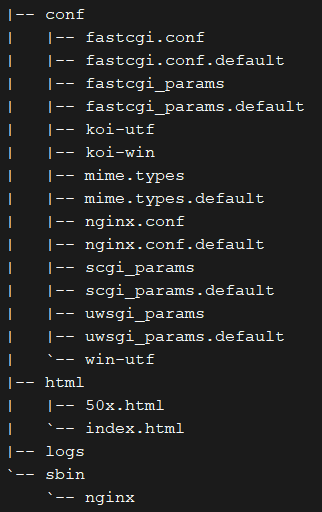 |-- conf
|   |-- fastcgi.conf
|   |-- fastcgi.conf.default
|   |-- fastcgi_params
|   |-- fastcgi_params.default
|   |-- koi-utf
|   |-- koi-win
|   |-- mime.types
|   |-- mime.types.default
|   |-- nginx.conf
|   |-- nginx.conf.default
|   |-- scgi_params
|   |-- scgi_params.default
|   |-- uwsgi_params
|   |-- uwsgi_params.default
|   `-- win-utf
|-- html
|   |-- 50x.html
|   `-- index.html
|-- logs
`-- sbin
    `-- nginx